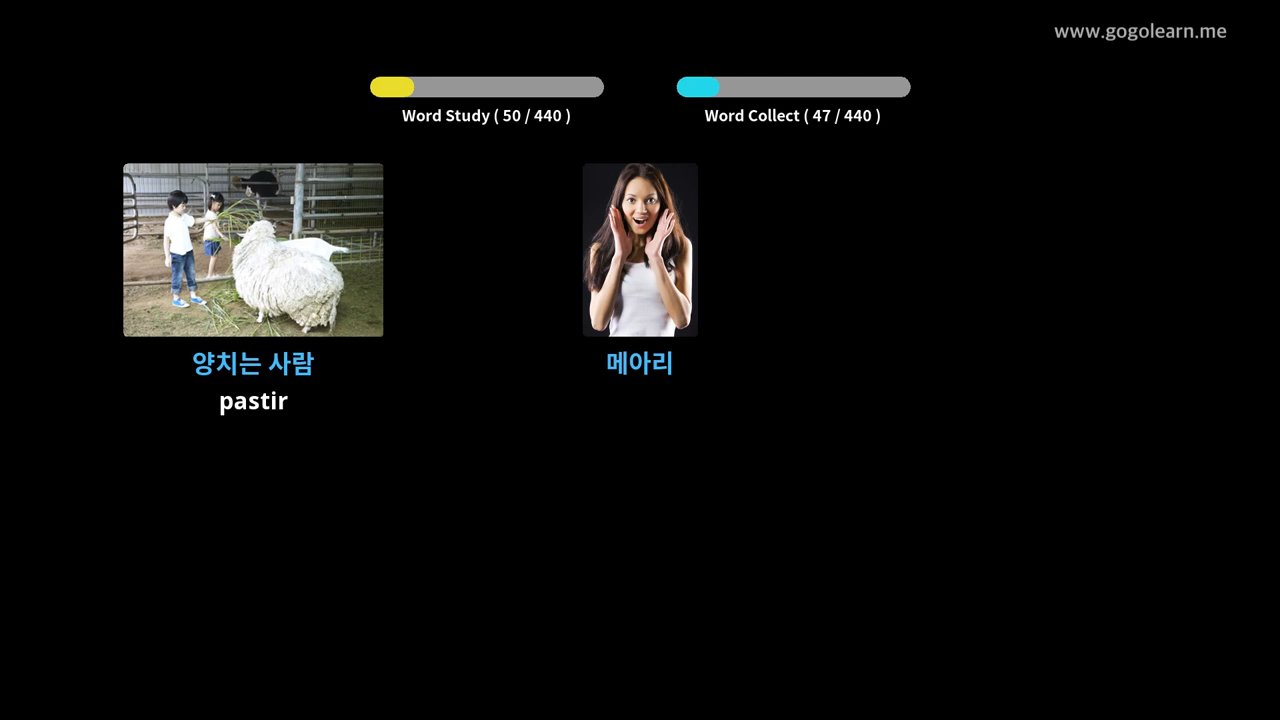 www.gogolearn.me
Word Study ( 50 / 440 )
Word Collect ( 47 / 440 )
양치는 사람
pastir
메아리